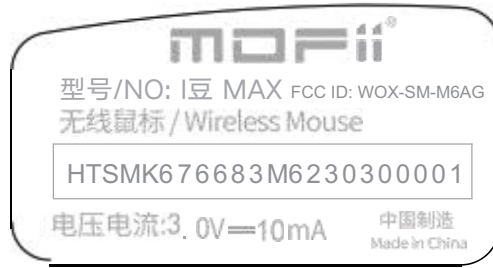 mofii®
型号/NO: I豆 MAX FCC ID: WOX-SM-M6AG
无线鼠标 / Wireless Mouse
HTSMK676683M6230300001
电压电流:3. 0V⎓10mA
中国制造
Made in China